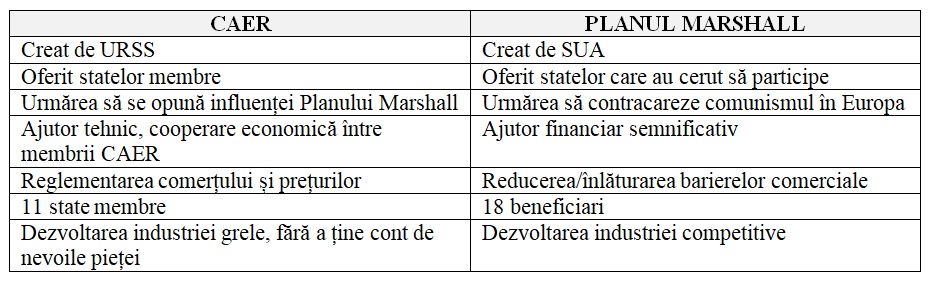 CAER PLANUL MARSHALL
Creat de URSS Creat de SUA
Oferit statelor membre Oferit statelor care au cerut să participe
Urmărea să se opună influenței Planului Marshall Urmărea să contracareze comunismul în Europa
Ajutor tehnic, cooperare economică între Ajutor financiar semnificativ
membrii CAER
Reglementarea comerțului și prețurilor Reducerea/înlăturarea barierelor comerciale
11 state membre 18 beneficiari
Dezvoltarea industriei grele, fără a ține cont de Dezvoltarea industriei competitive
nevoile pieței